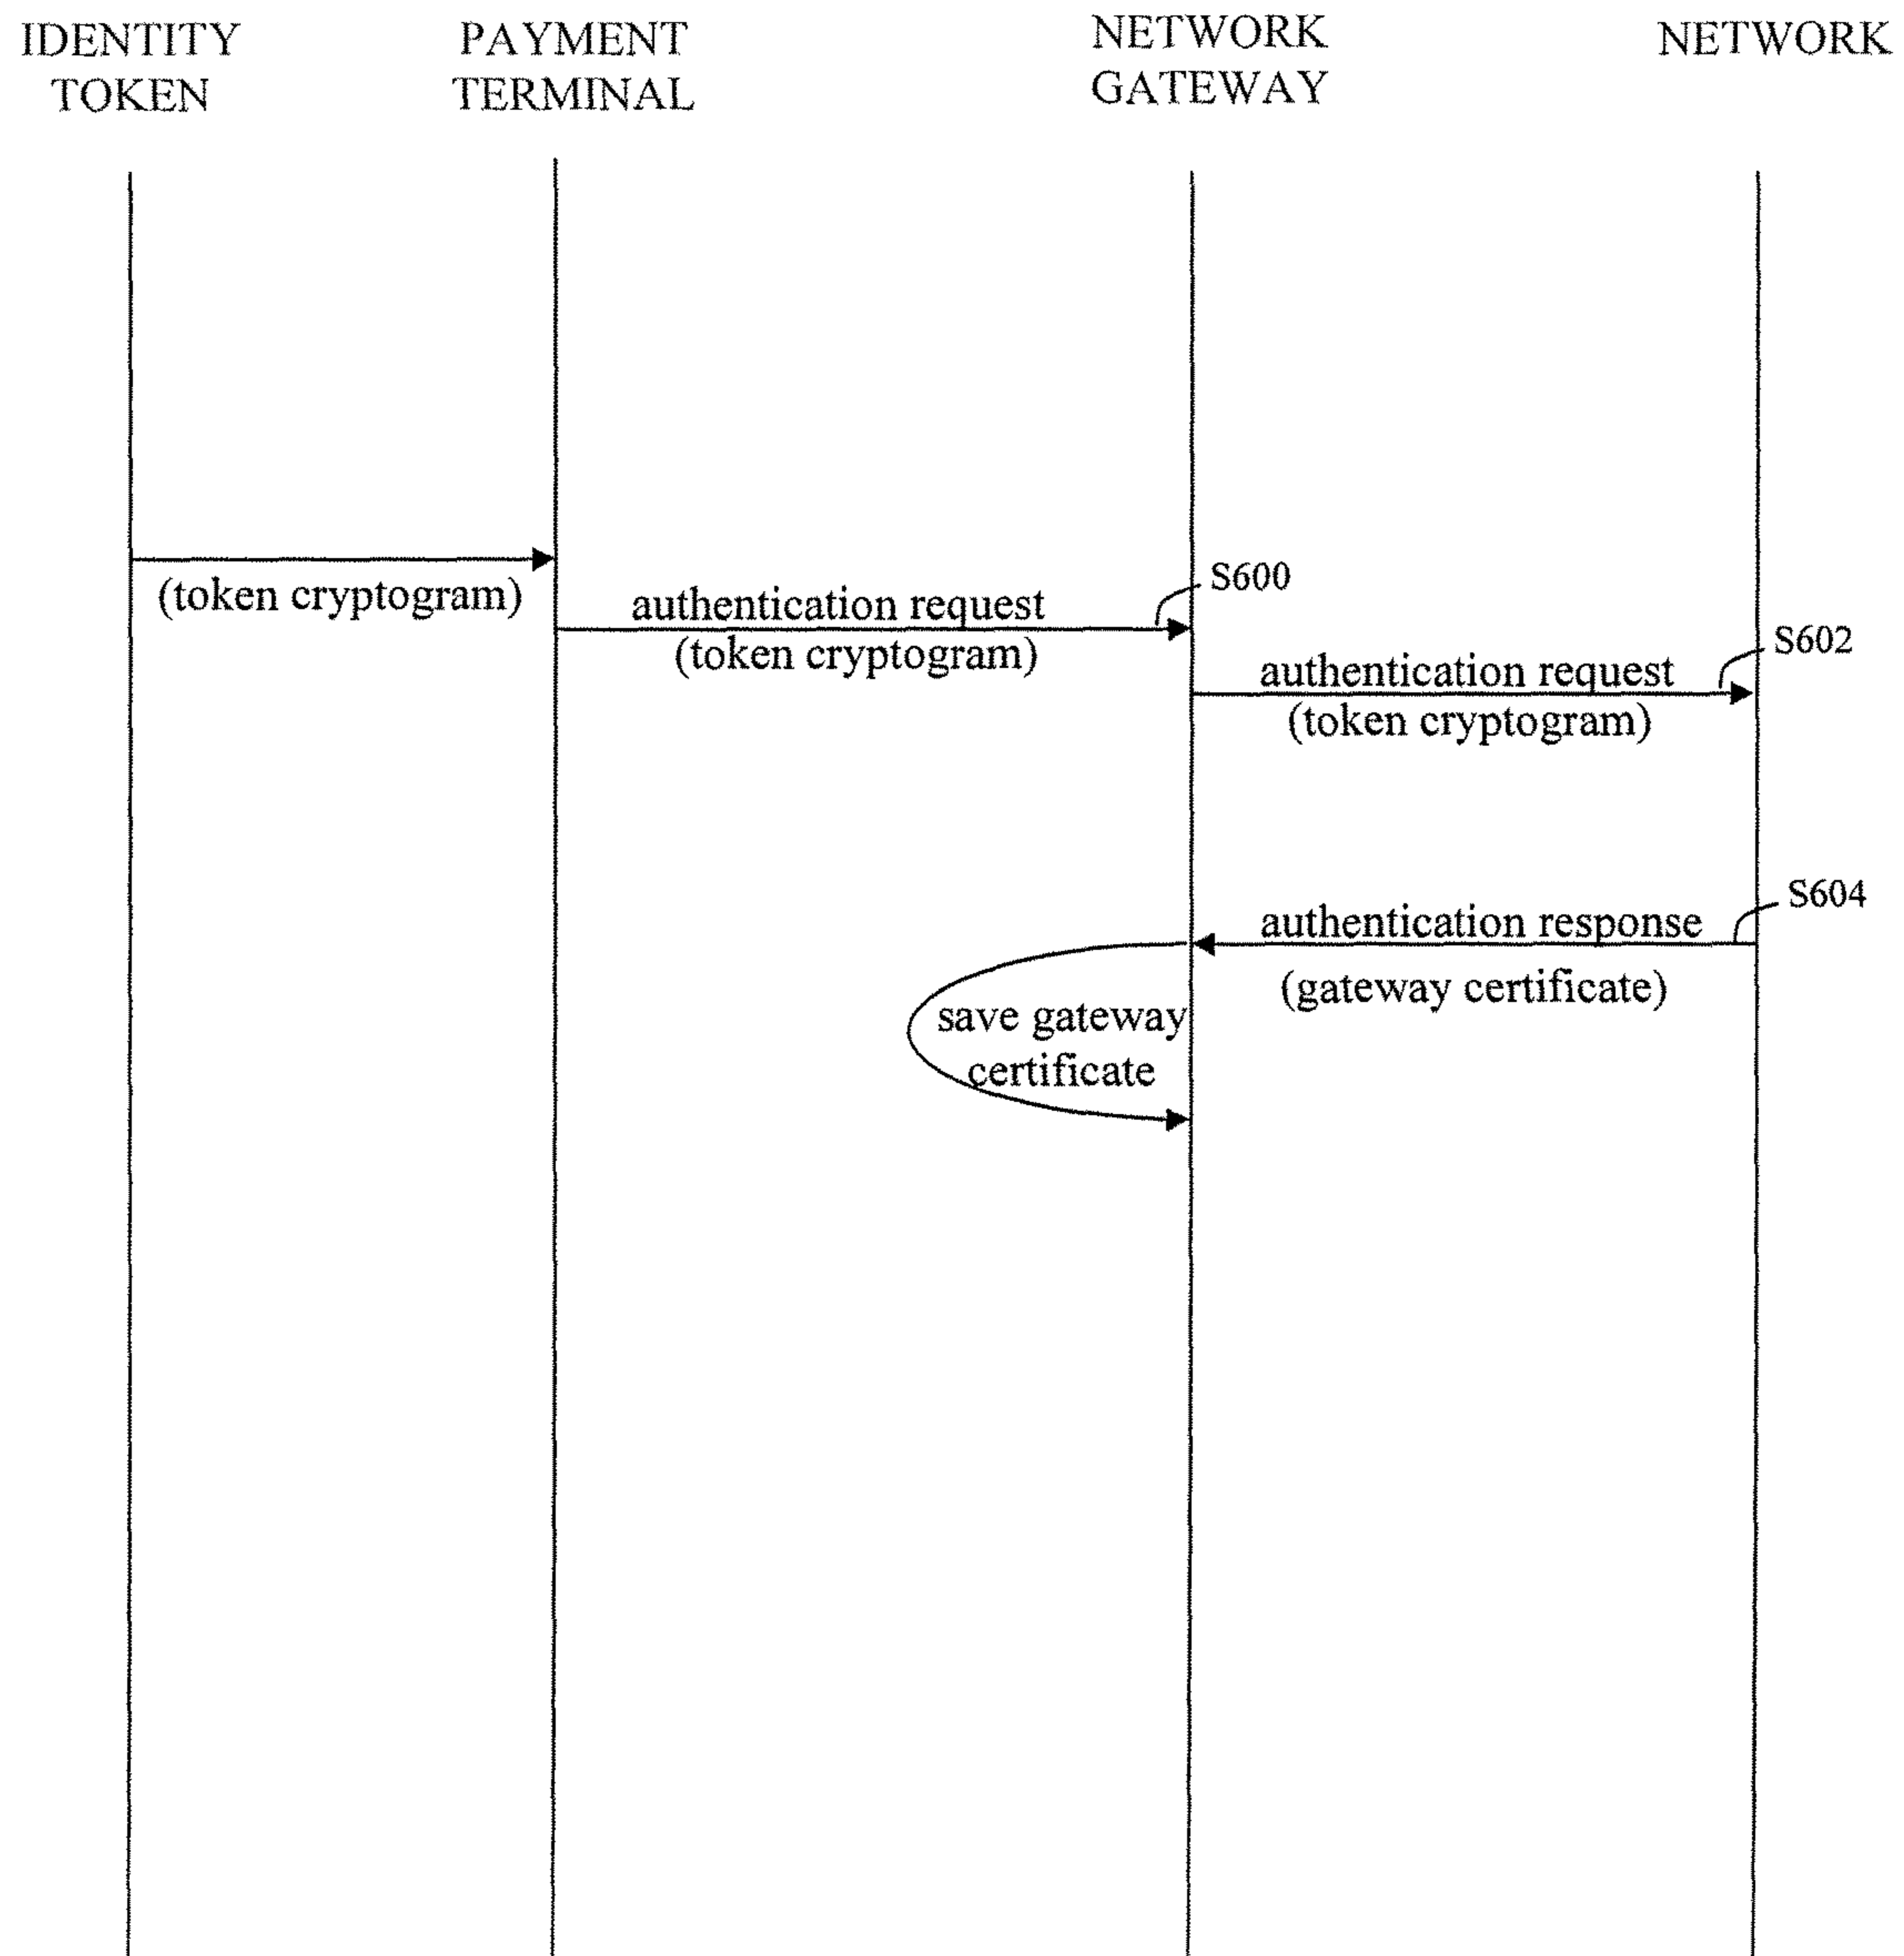 IDENTITY
TOKEN
PAYMENT
TERMINAL
NETWORK
GATEWAY
NETWORK
(token cryptogram)
S600
authentication request
(token cryptogram)
S602
authentication request
(token cryptogram)
S604
authentication response
(gateway certificate)
save gateway
certificate